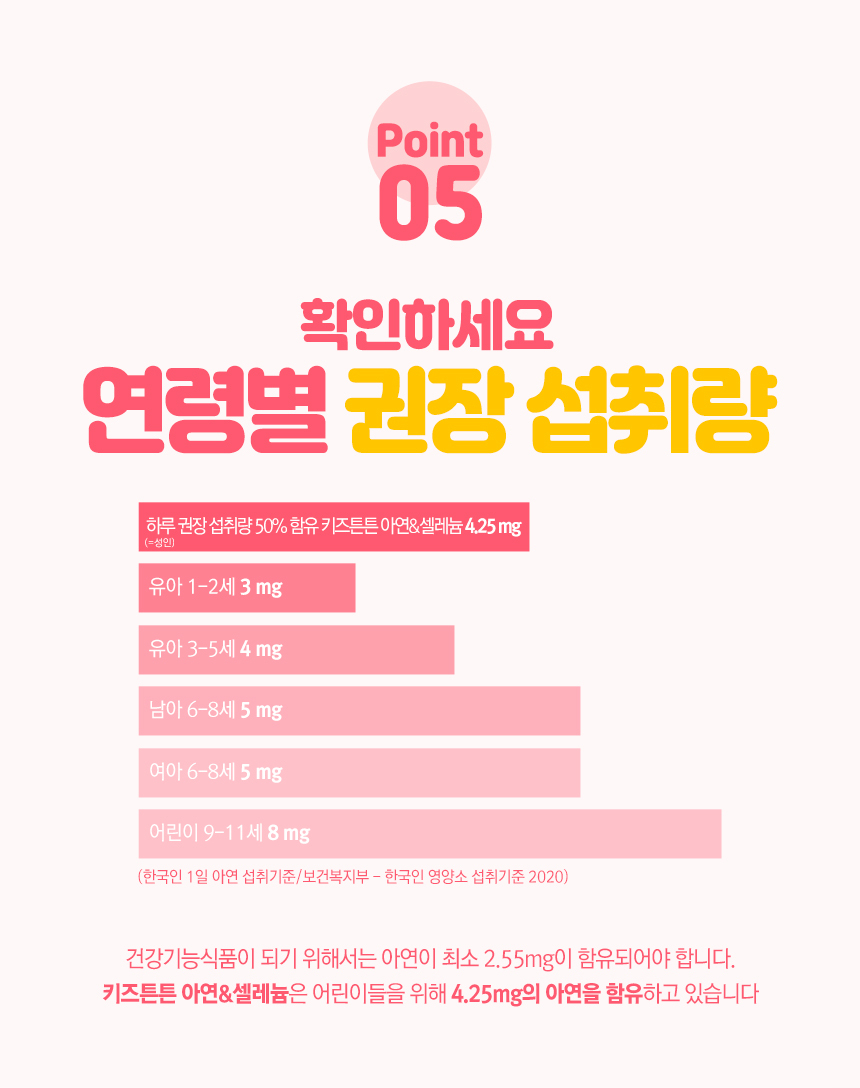 Point
05
확인하세요
연령별 권장 섭취량
하루 권장 섭취량 50% 함유 키즈튼튼 아연&셀레늄 4.25 mg
(=성인)
유아 1-2세 3 mg
유아 3-5세 4 mg
남아 6-8세 5 mg
여아 6-8세 5 mg
어린이 9-11세 8 mg
(한국인 1일 아연 섭취기준/보건복지부 - 한국인 영양소 섭취기준 2020)
건강기능식품이 되기 위해서는 아연이 최소 2.55mg이 함유되어야 합니다.
키즈튼튼 아연&셀레늄은 어린이들을 위해 4.25mg의 아연을 함유하고 있습니다